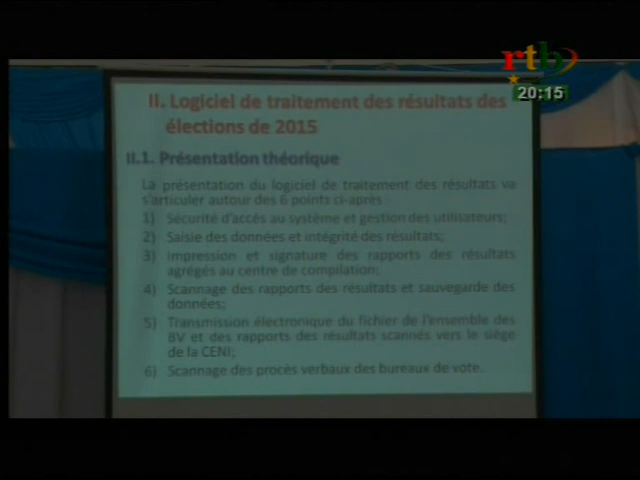 rtb
20:15
II. Logiciel de traitement des résultats des
élections de 2015
II.1. Présentation théorique
La présentation du logiciel de traitement des résultats va
s'articuler autour des 6 points ci-après
1) Sécurité d'accès au système et gestion des utilisateurs;
2) Saisie des données et intégrité des résultats;
3) Impression et signature des rapports des résultats
agrégés au centre de compilation;
4) Scannage des rapports des résultats et sauvegarde des
données;
5) Transmission électronique du fichier de l'ensemble des
BV et des rapports des résultats scannés vers le siège
de la CENI;
6) Scannage des procès verbaux des bureaux de vote.